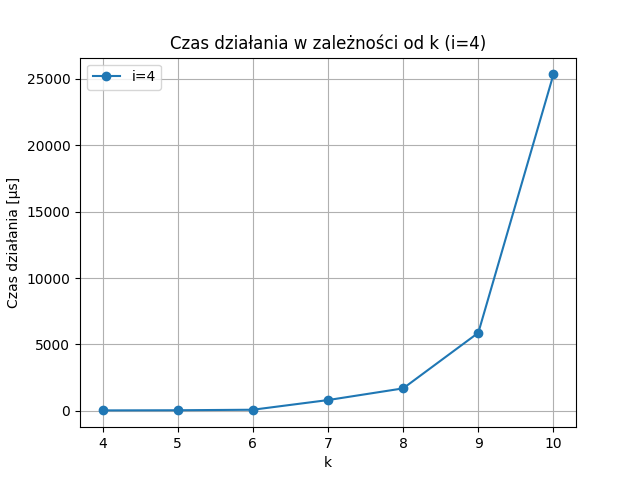 Czas działania w zależności od k (i=4)
i=4
Czas działania [μs]
25000
20000
15000
10000
5000
0
4 5 6 7 8 9 10
k